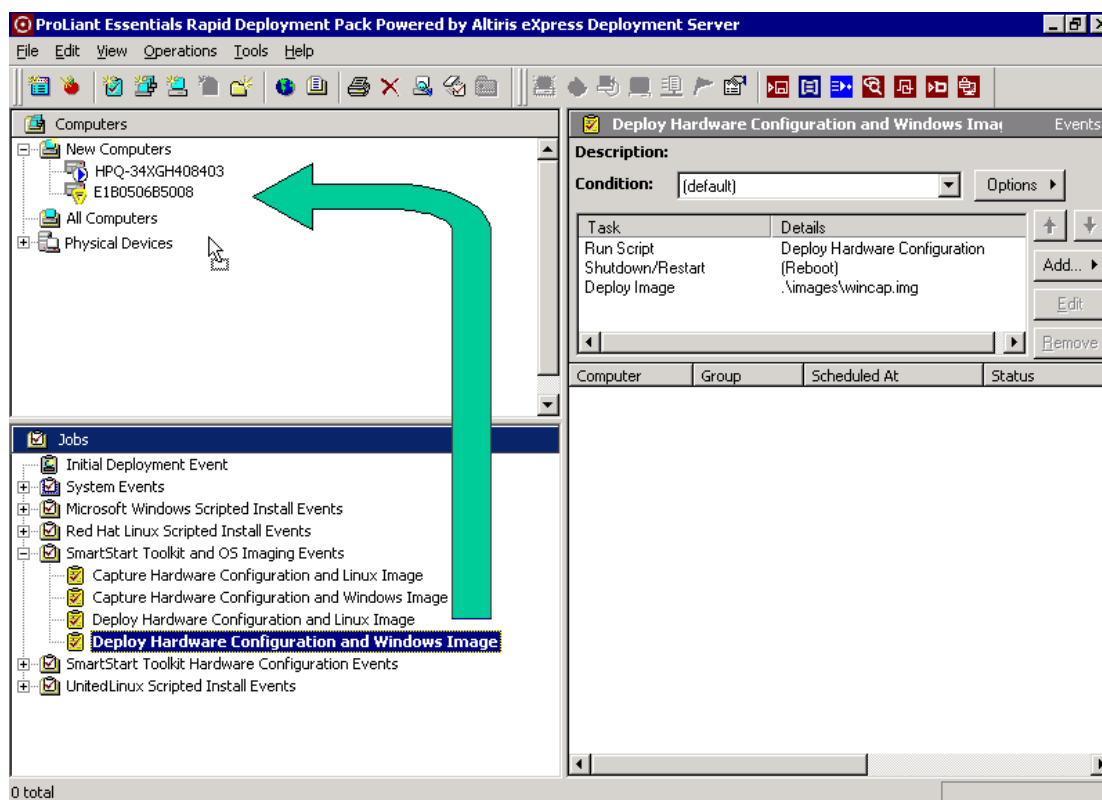 ProLiant Essentials Rapid Deployment Pack Powered by Altiris eXpress Deployment Server
File Edit View Operations Tools Help
Computers
New Computers
HPQ-34XGH408403
E1B0506B5008
All Computers
Physical Devices
Jobs
Initial Deployment Event
System Events
Microsoft Windows Scripted Install Events
Red Hat Linux Scripted Install Events
SmartStart Toolkit and OS Imaging Events
Capture Hardware Configuration and Linux Image
Capture Hardware Configuration and Windows Image
Deploy Hardware Configuration and Linux Image
Deploy Hardware Configuration and Windows Image
SmartStart Toolkit Hardware Configuration Events
UnitedLinux Scripted Install Events
Deploy Hardware Configuration and Windows Imag Events
Description:
Condition: (default) Options
Task Details
Run Script Deploy Hardware Configuration
Shutdown/Restart (Reboot)
Deploy Image .\images\wincap.img
Add...
Edit
Remove
Computer Group Scheduled At Status
0 total